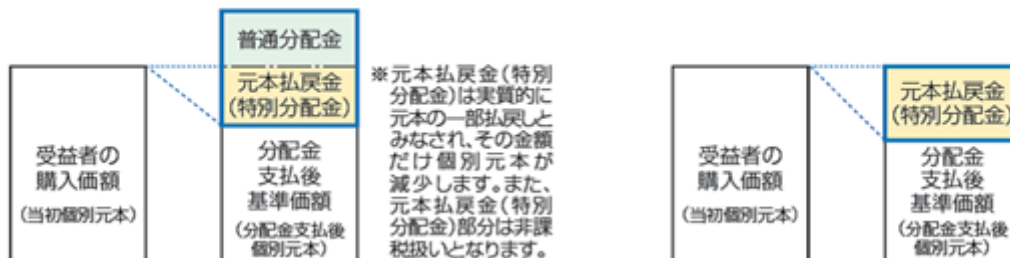 普通分配金
元本払戻金
(特別分配金)
受益者の
購入価額
(当初個別元本)
分配金
支払後
基準価額
(分配金支払後
個別元本)
※元本払戻金(特別
分配金)は実質的に
元本の一部払戻しと
みなされ、その金額
だけ個別元本が
減少します。また、
元本払戻金(特別
分配金)部分は非課
税扱いとなります。
受益者の
購入価額
(当初個別元本)
元本払戻金
(特別分配金)
分配金
支払後
基準価額
(分配金支払後
個別元本)